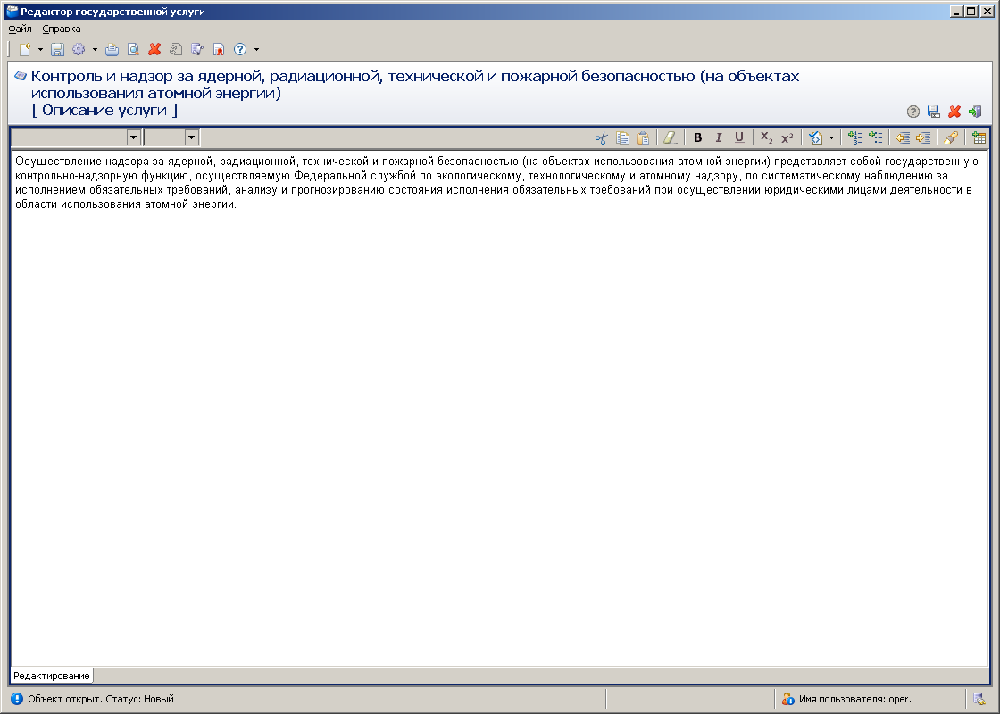 Редактор государственной услуги
Файл Справка
Контроль и надзор за ядерной, радиационной, технической и пожарной безопасностью (на объектах
использования атомной энергии)
[ Описание услуги ]
B I U X₂ X²
Осуществление надзора за ядерной, радиационной, технической и пожарной безопасностью (на объектах использования атомной энергии) представляет собой государственную
контрольно-надзорную функцию, осуществляемую Федеральной службой по экологическому, технологическому и атомному надзору, по систематическому наблюдению за
исполнением обязательных требований, анализу и прогнозированию состояния исполнения обязательных требований при осуществлении юридическими лицами деятельности в
области использования атомной энергии.
Редактирование
Объект открыт. Статус: Новый
Имя пользователя: oper.